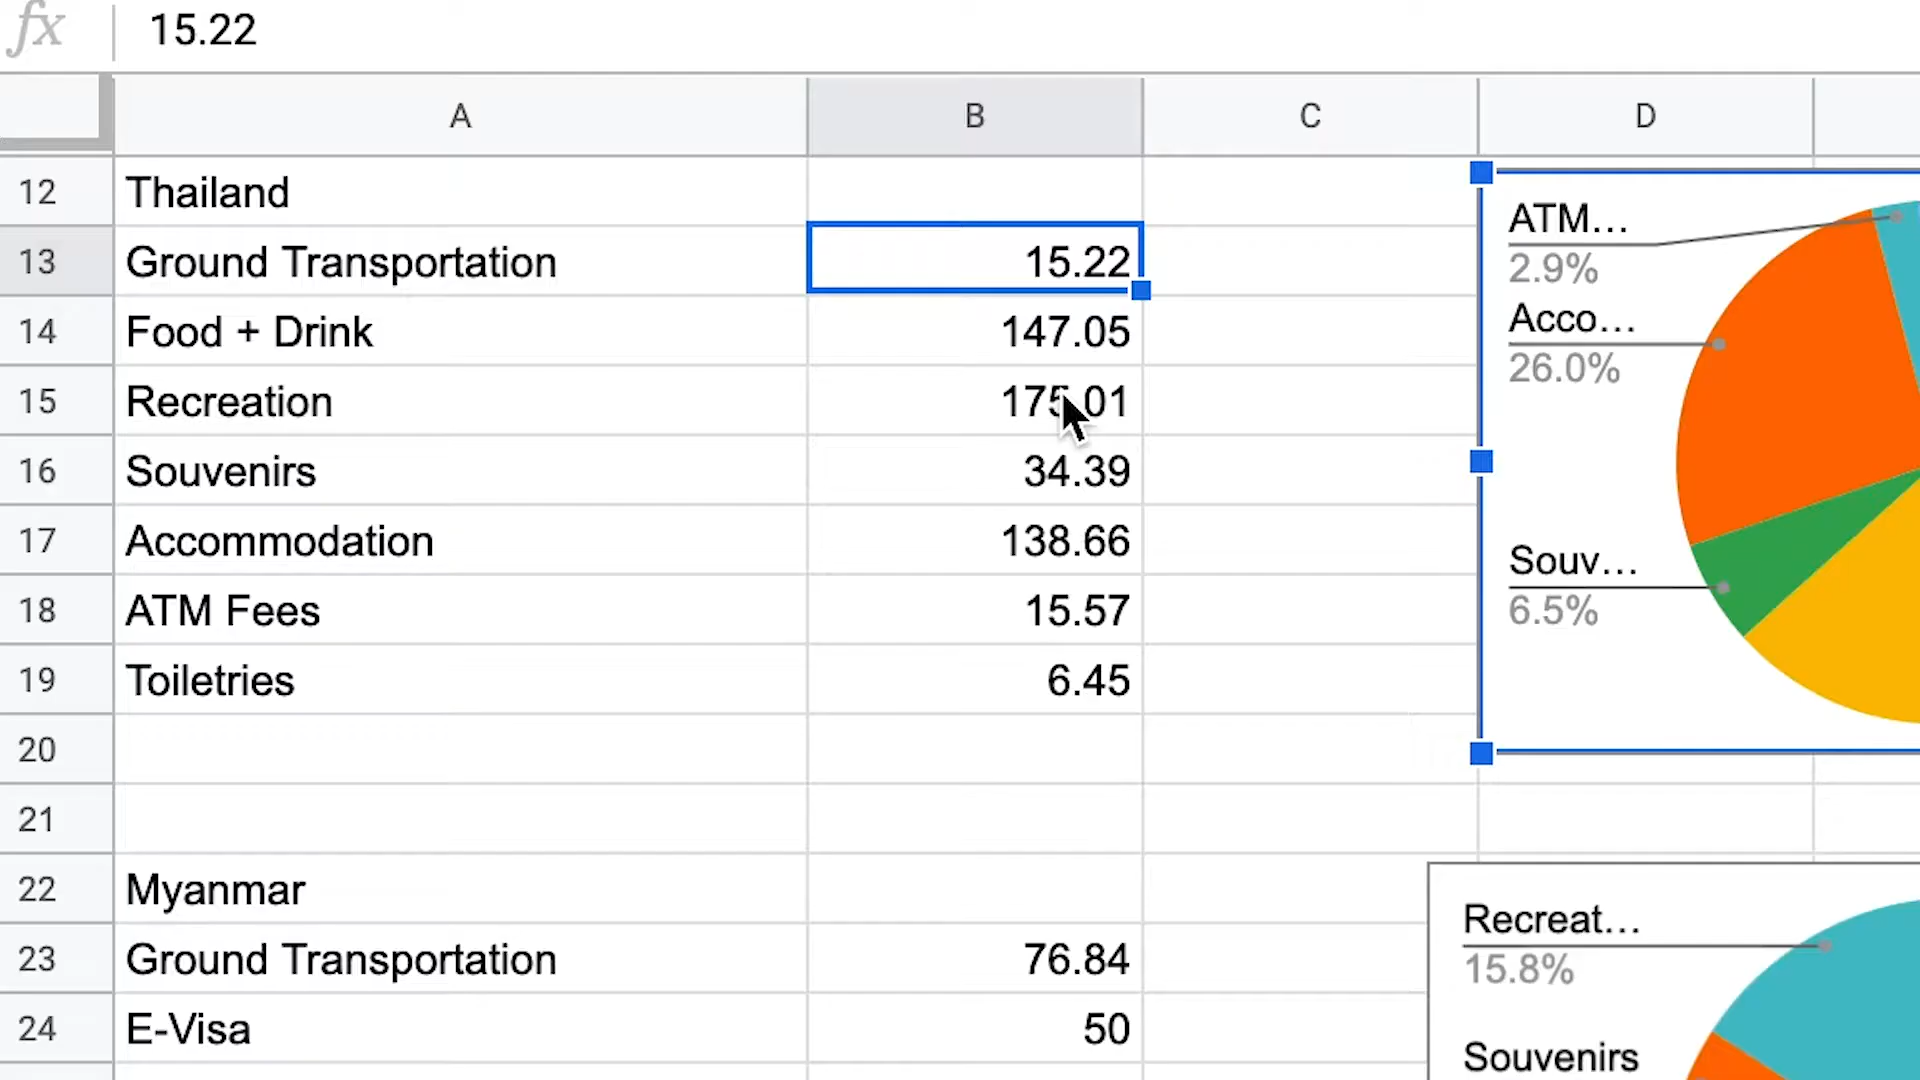 fx 15.22
A B C D
12 Thailand
13 Ground Transportation 15.22
14 Food + Drink 147.05
15 Recreation 175.01
16 Souvenirs 34.39
17 Accommodation 138.66
18 ATM Fees 15.57
19 Toiletries 6.45
20
21
22 Myanmar
23 Ground Transportation 76.84
24 E-Visa 50
ATM...
2.9%
Acco...
26.0%
Souv...
6.5%
Recreat...
15.8%
Souvenirs